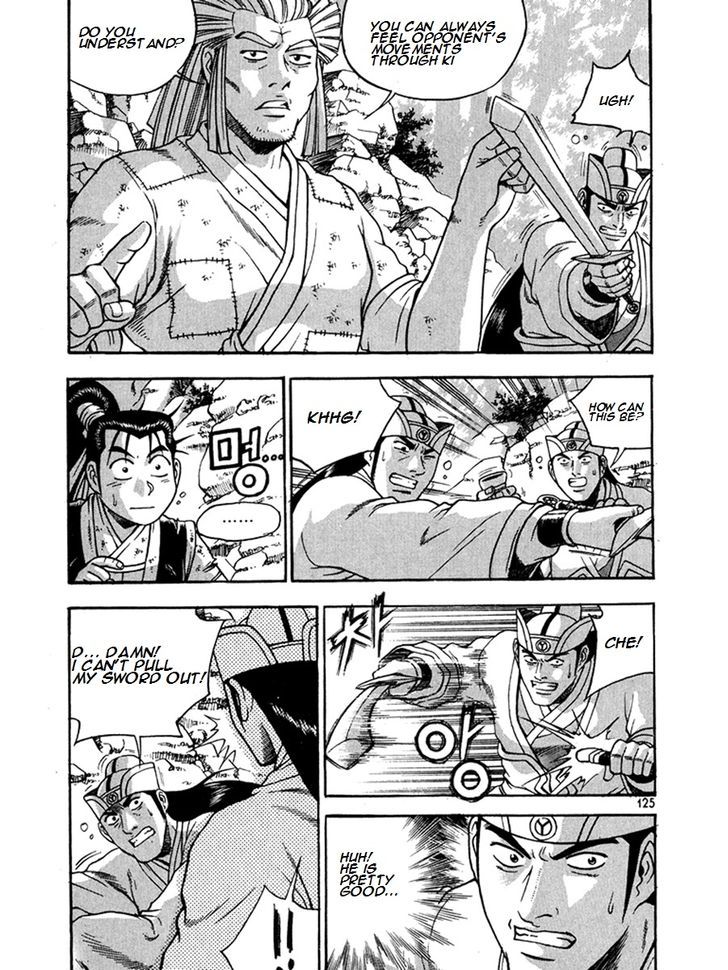 DO YOU
UNDERSTAND?
YOU CAN ALWAYS
FEEL OPPONENT'S
MOVEMENTS
THROUGH KI
UGH!
멍...
......
KHHG!
HOW CAN
THIS BE?
D... DAMN!
I CAN'T PULL
MY SWORD OUT!
CHE!
125
HUH!
HE IS
PRETTY
GOOD...
!!